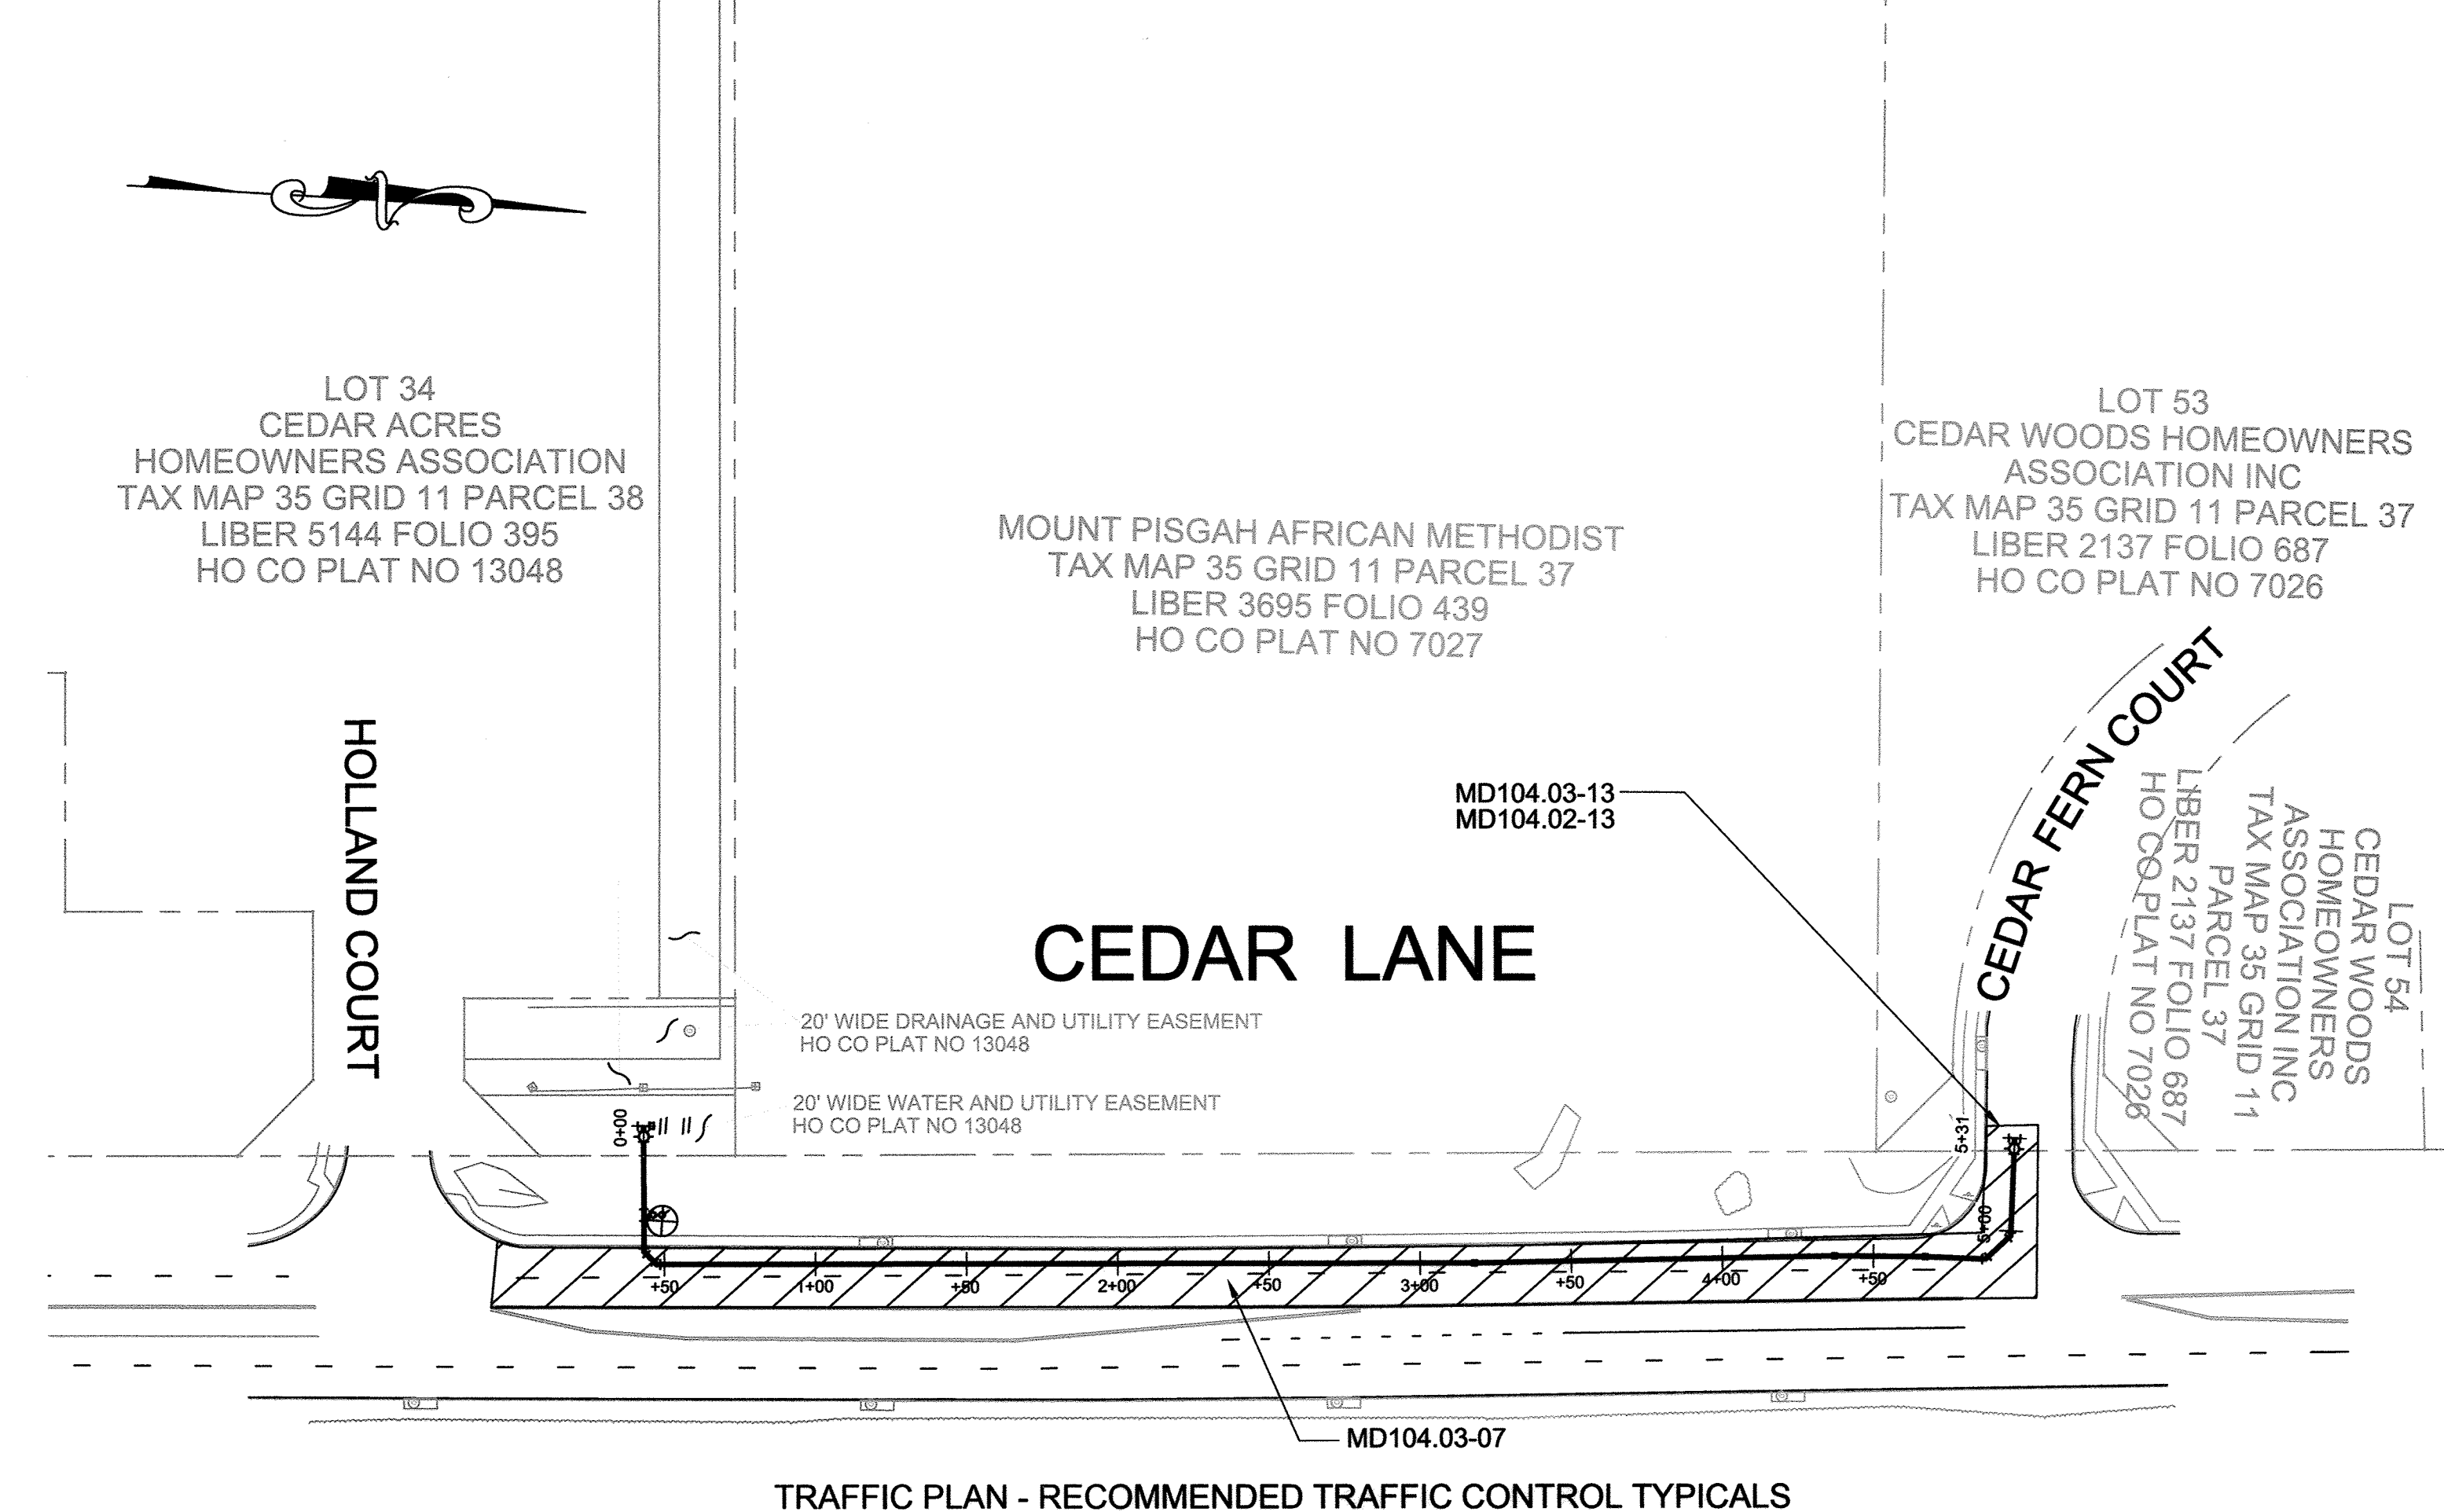 LOT 34
CEDAR ACRES
HOMEOWNERS ASSOCIATION
TAX MAP 35 GRID 11 PARCEL 38
LIBER 5144 FOLIO 395
HO CO PLAT NO 13048
MOUNT PISGAH AFRICAN METHODIST
TAX MAP 35 GRID 11 PARCEL 37
LIBER 3695 FOLIO 439
HO CO PLAT NO 7027
LOT 53
CEDAR WOODS HOMEOWNERS
ASSOCIATION INC
TAX MAP 35 GRID 11 PARCEL 37
LIBER 2137 FOLIO 687
HO CO PLAT NO 7026
HOLLAND COURT
CEDAR FERN COURT
LOT 54
CEDAR WOODS
HOMEOWNERS
ASSOCIATION INC
TAX MAP 35 GRID 11
PARCEL 37
LIBER 2137 FOLIO 687
HO CO PLAT NO 7026
MD104.03-13
MD104.02-13
CEDAR LANE
20' WIDE DRAINAGE AND UTILITY EASEMENT
HO CO PLAT NO 13048
20' WIDE WATER AND UTILITY EASEMENT
HO CO PLAT NO 13048
0+00
5+31
5+00
+50
1+00
+50
2+00
+50
3+00
+50
4+00
+50
MD104.03-07
TRAFFIC PLAN - RECOMMENDED TRAFFIC CONTROL TYPICALS